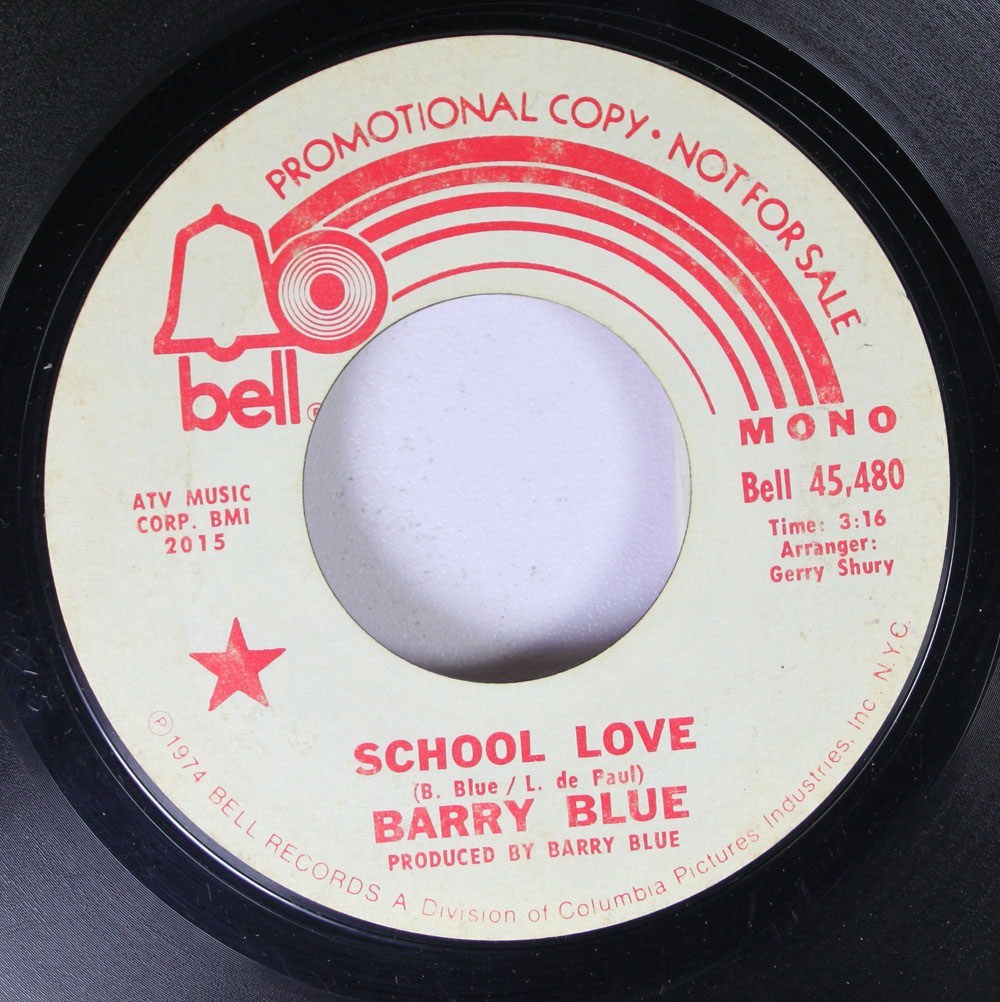 PROMOTIONAL COPY • NOT FOR SALE
bell
MONO
Bell 45,480
Time: 3:16
Arranger:
Gerry Shury
ATV MUSIC
CORP. BMI
2015
SCHOOL LOVE
(B. Blue / L. de Paul)
BARRY BLUE
PRODUCED BY BARRY BLUE
℗1974 BELL RECORDS A Division of Columbia Pictures Industries, Inc., N.Y.C.